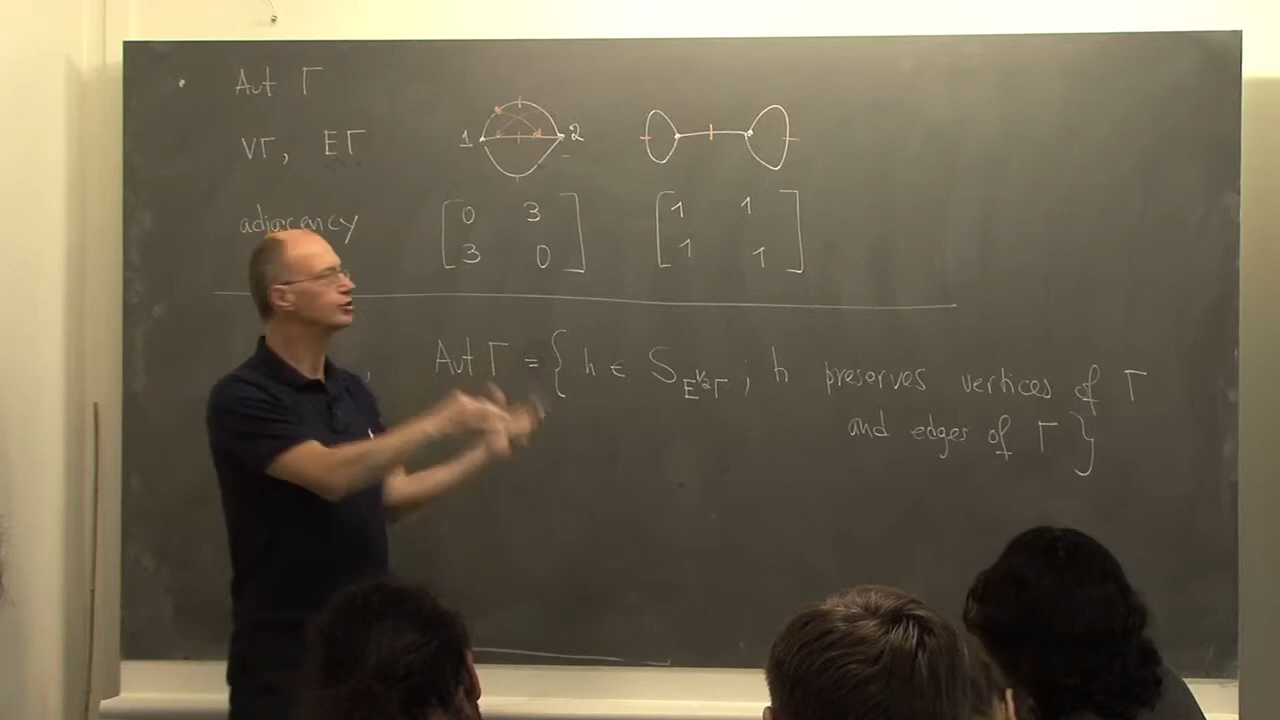 • Aut Γ
VΓ, EΓ
1 2
adjacency [0 3 3 0] [1 1 1 1]
, Aut Γ = { h ∈ S_{E^{1/2}Γ} ; h preserves vertices of Γ
and edges of Γ }